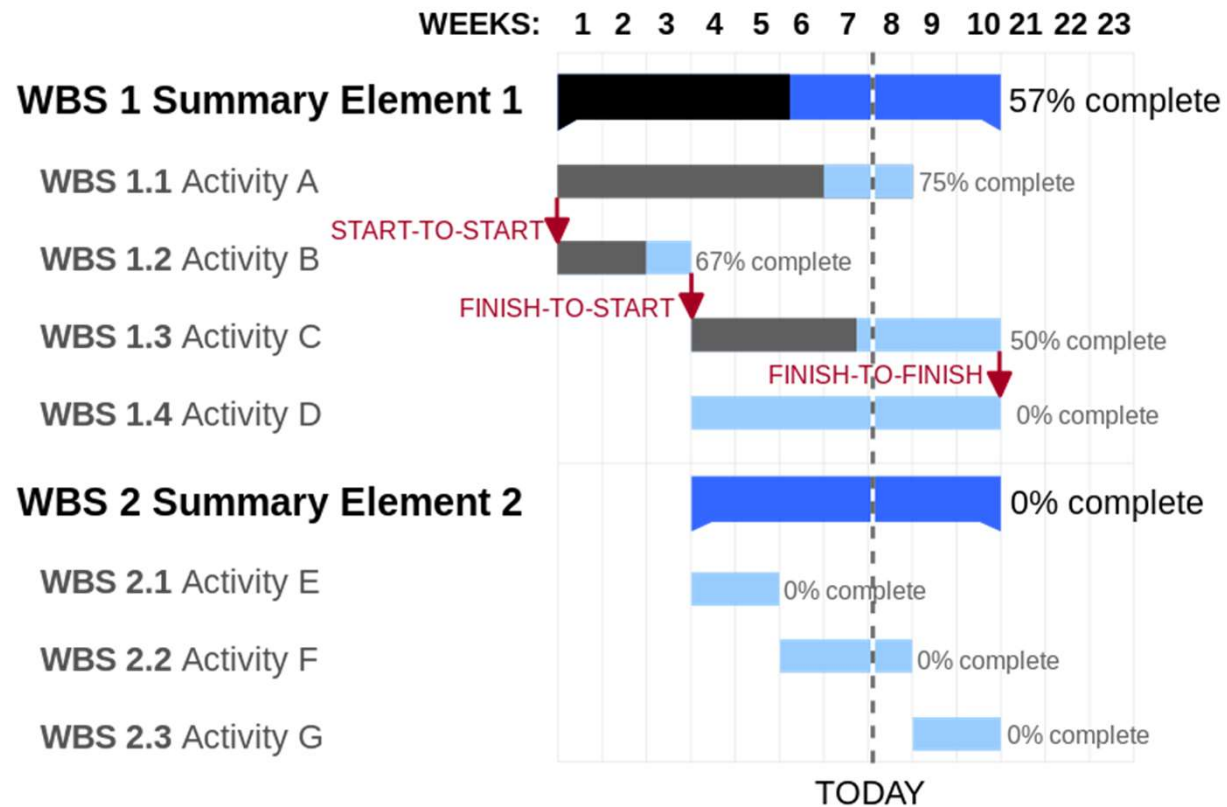 WEEKS: 1 2 3 4 5 6 7 8 9 10 21 22 23
WBS 1 Summary Element 1 57% complete
WBS 1.1 Activity A 75% complete
START-TO-START
WBS 1.2 Activity B 67% complete
FINISH-TO-START
WBS 1.3 Activity C 50% complete
FINISH-TO-FINISH
WBS 1.4 Activity D 0% complete
WBS 2 Summary Element 2 0% complete
WBS 2.1 Activity E 0% complete
WBS 2.2 Activity F 0% complete
WBS 2.3 Activity G 0% complete
TODAY